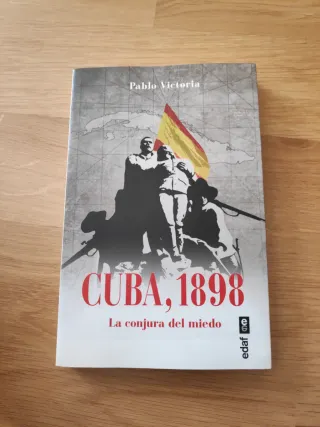 Pablo Victoria
CUBA, 1898
La conjura del miedo
edaf